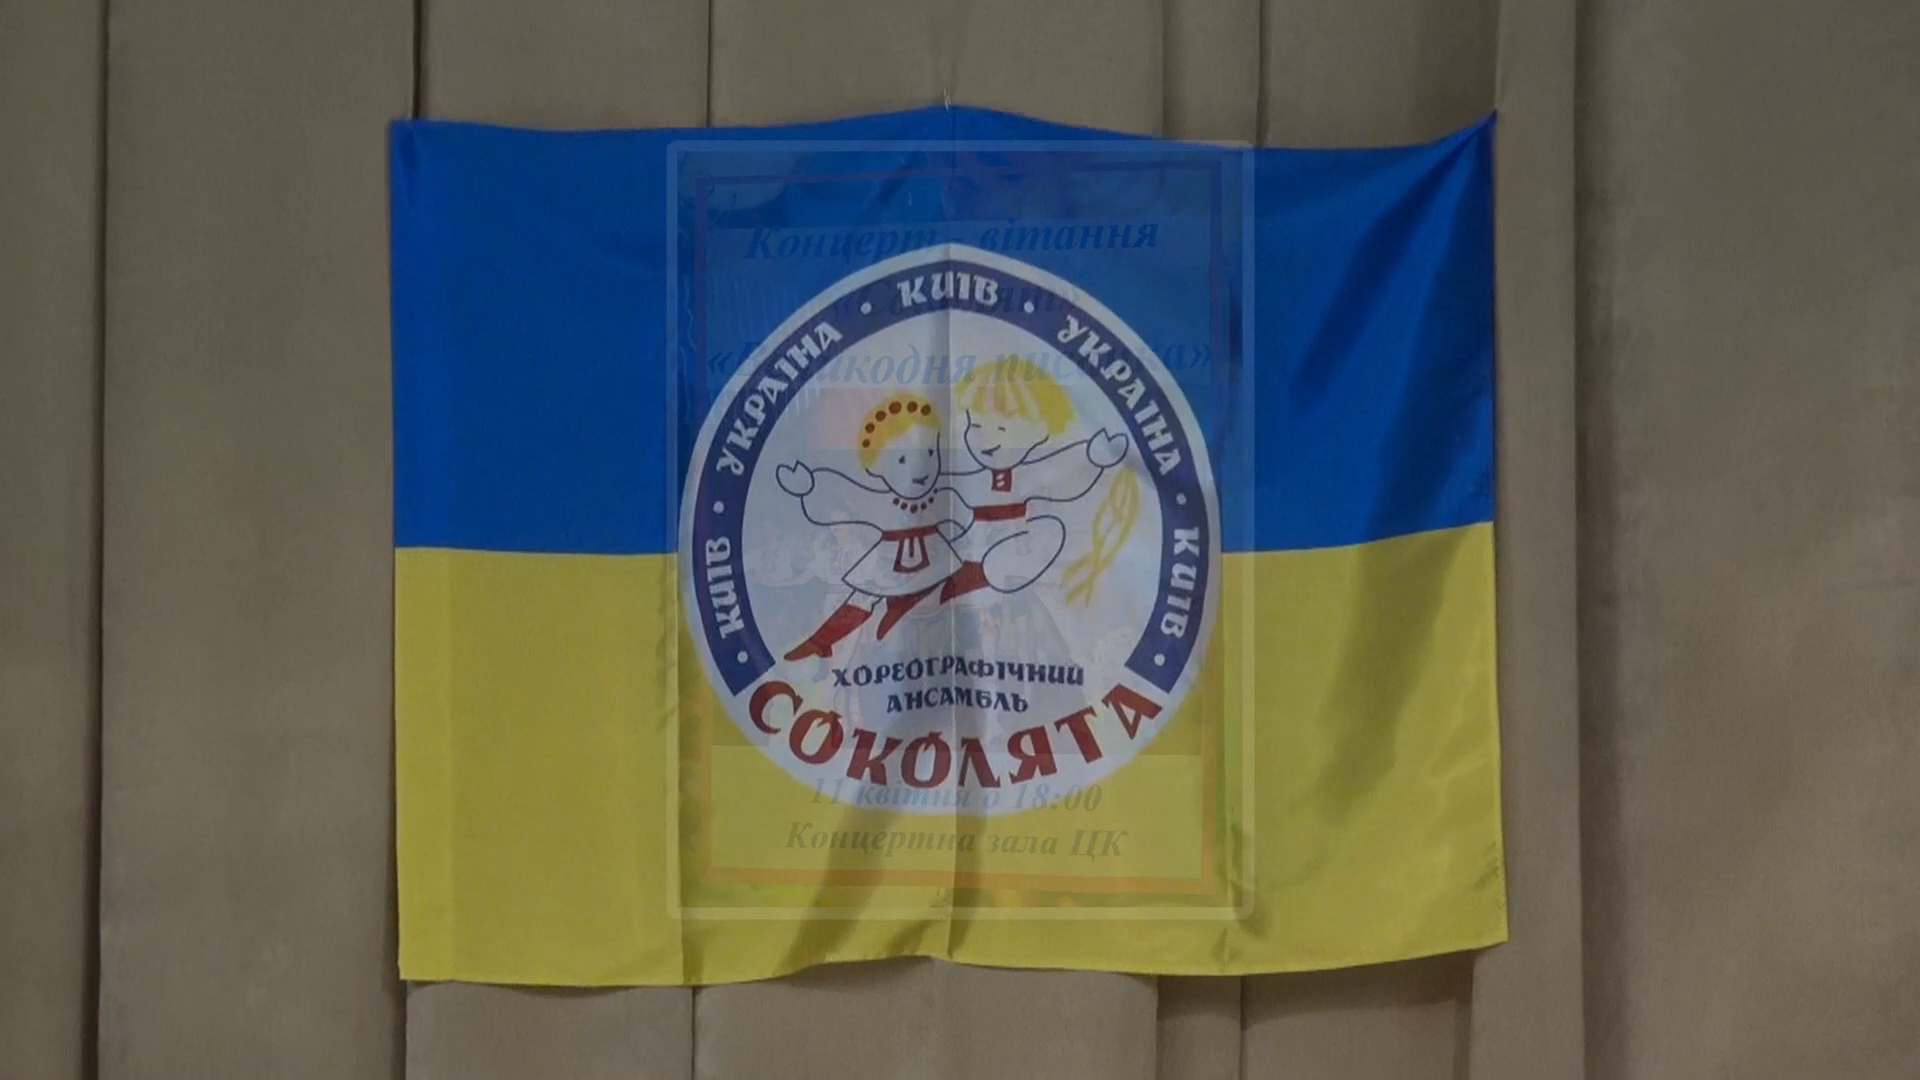 Концерт - вітання
КИЇВ · УКРАЇНА · КИЇВ · УКРАЇНА · КИЇВ
ХОРЕОГРАФІЧНИЙ
АНСАМБЛЬ
СОКОЛЯТА
11 квітня о 18:00
Концертна зала ЦК